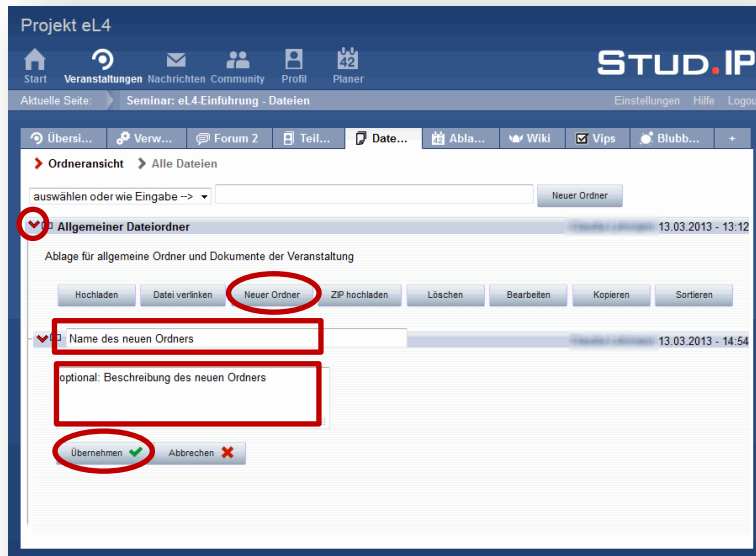 Projekt eL4
Start Veranstaltungen Nachrichten Community Profil Planer
42
STUD.IP
Aktuelle Seite: Seminar: eL4-Einführung - Dateien Einstellungen Hilfe Logou
Übersi... Verw... Forum 2 Teil... Date... 42 Abla... Wiki Vips Blubb... +
Ordneransicht Alle Dateien
auswählen oder wie Eingabe --> Neuer Ordner
Allgemeiner Dateiordner 13.03.2013 - 13:12
Ablage für allgemeine Ordner und Dokumente der Veranstaltung
Hochladen Datei verlinken Neuer Ordner ZIP hochladen Löschen Bearbeiten Kopieren Sortieren
Name des neuen Ordners 13.03.2013 - 14:54
optional: Beschreibung des neuen Ordners
Übernehmen Abbrechen